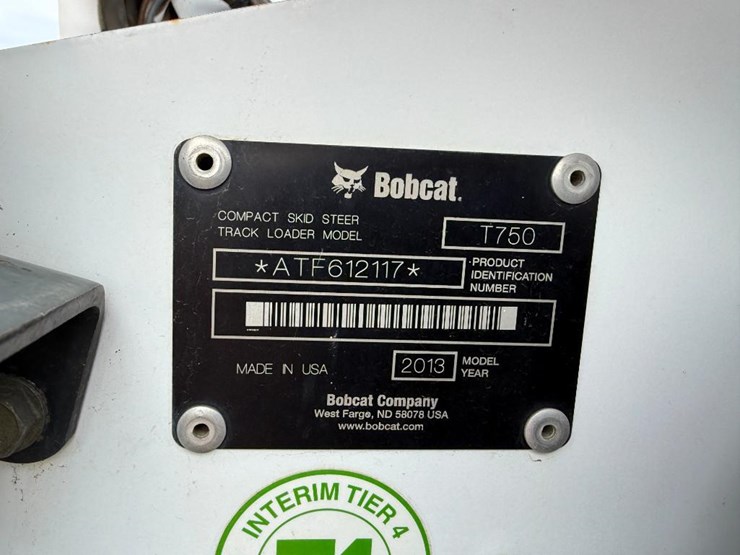 Bobcat.
COMPACT SKID STEER
TRACK LOADER MODEL
T750
*ATF612117*
PRODUCT
IDENTIFICATION
NUMBER
MADE IN USA
2013
MODEL
YEAR
Bobcat Company
West Fargo, ND 58078 USA
www.bobcat.com
INTERIM TIER 4